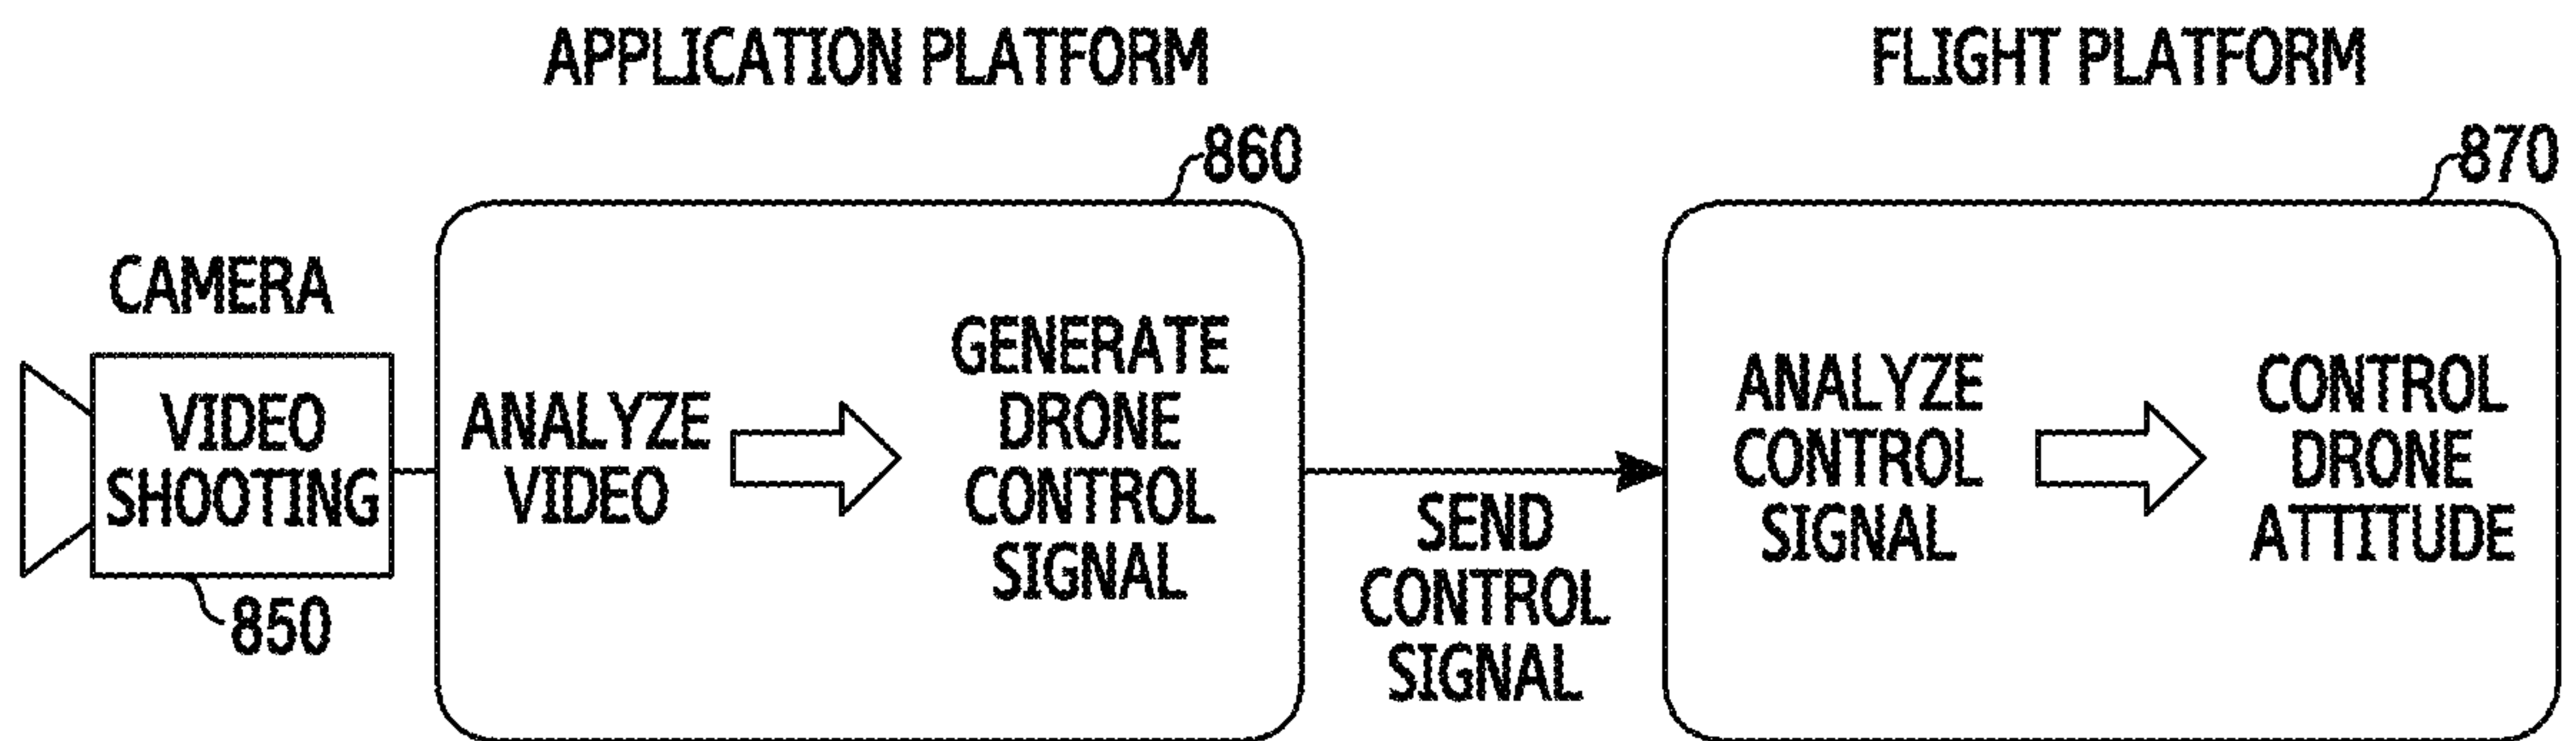 APPLICATION PLATFORM
FLIGHT PLATFORM
860
870
CAMERA
VIDEO
SHOOTING
850
ANALYZE
VIDEO
GENERATE
DRONE
CONTROL
SIGNAL
SEND
CONTROL
SIGNAL
ANALYZE
CONTROL
SIGNAL
CONTROL
DRONE
ATTITUDE